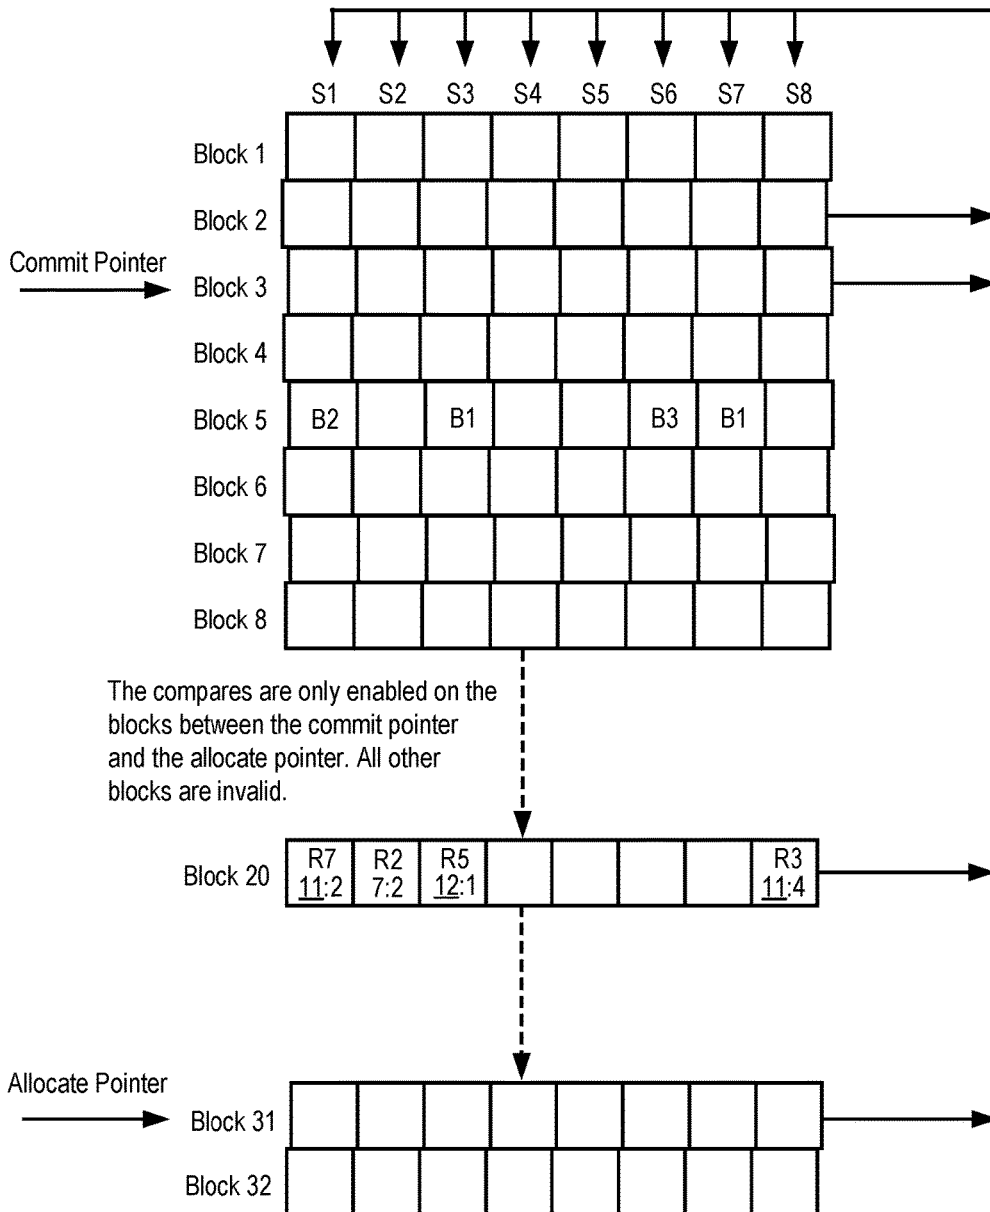 S1 S2 S3 S4 S5 S6 S7 S8
Block 1
Block 2
Commit Pointer
Block 3
Block 4
Block 5 B2 B1 B3 B1
Block 6
Block 7
Block 8
The compares are only enabled on the
blocks between the commit pointer
and the allocate pointer. All other
blocks are invalid.
Block 20
R7 R2 R5 R3
11:2 7:2 12:1 11:4
Allocate Pointer
Block 31
Block 32